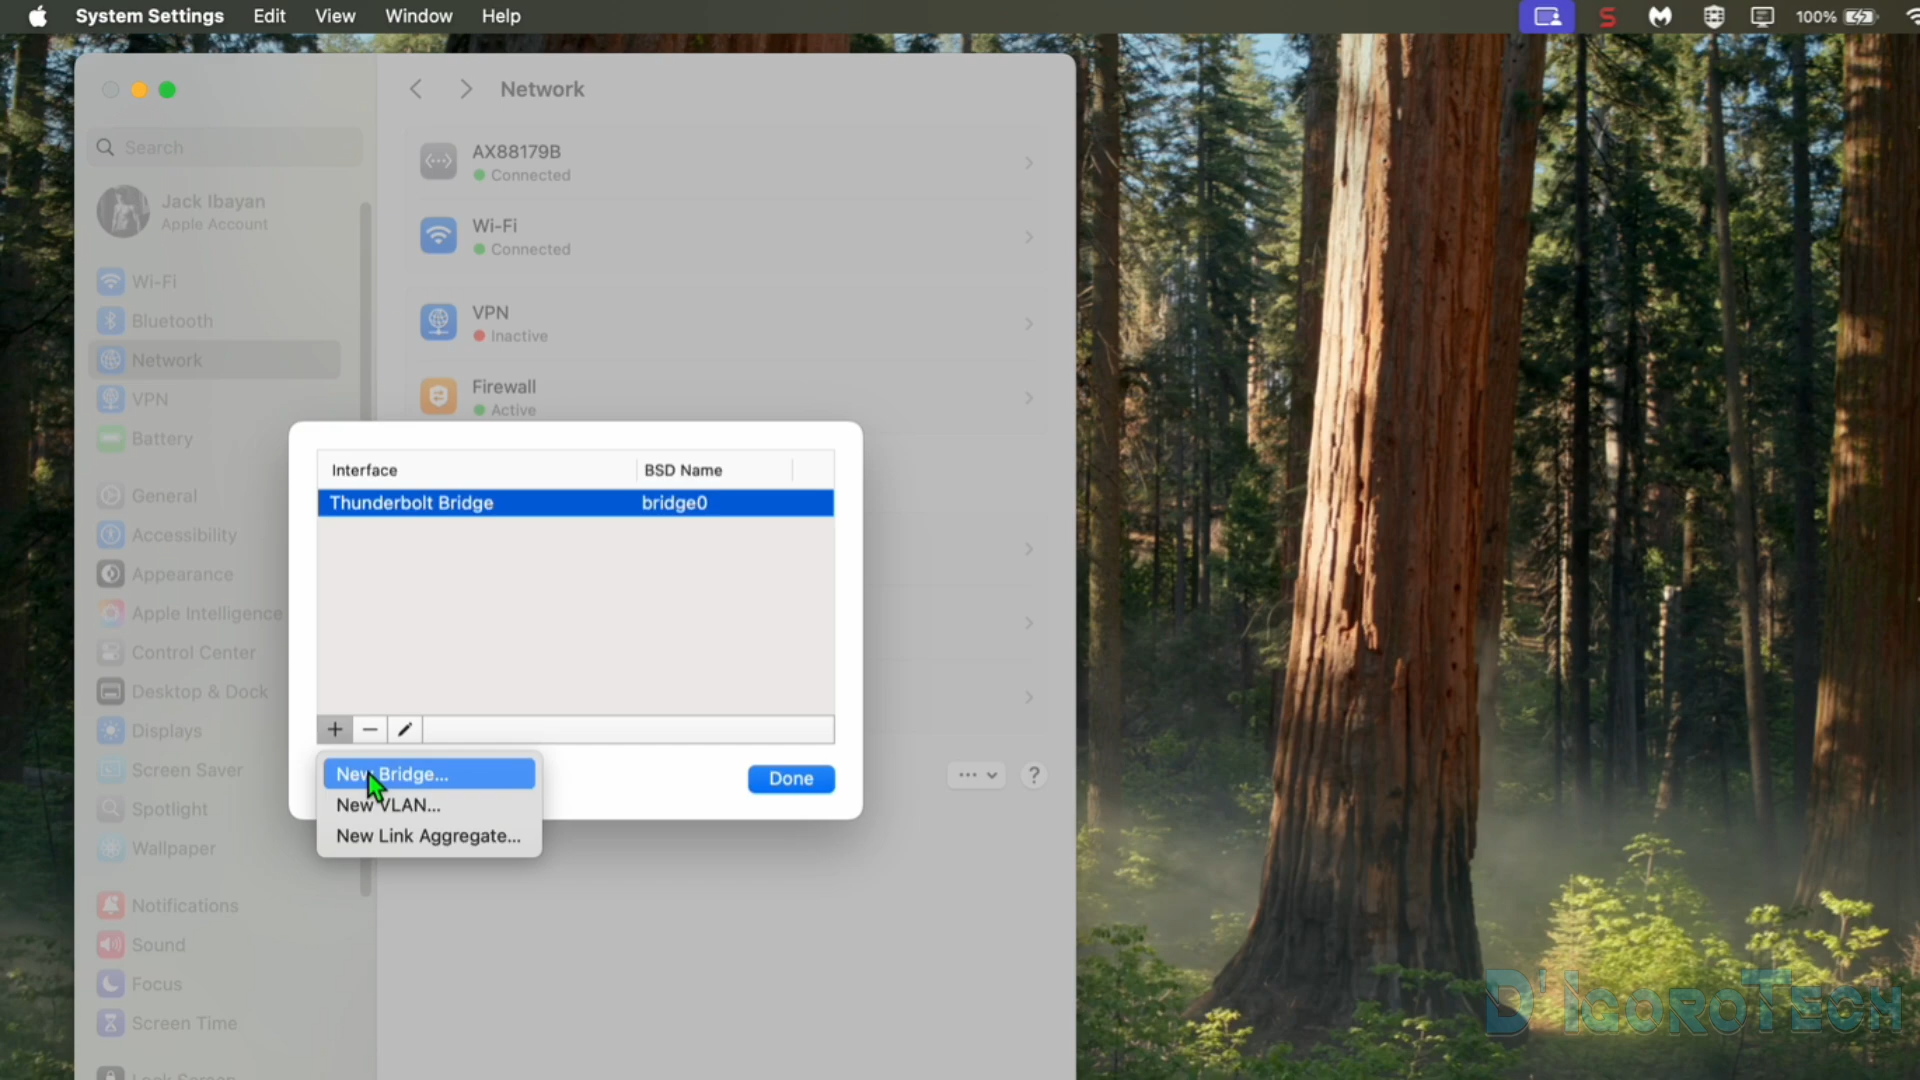 System Settings Edit View Window Help
100%
Network
Search
Jack Ibayan
Apple Account
Wi-Fi
Bluetooth
Network
VPN
Battery
General
Accessibility
Appearance
Apple Intelligence
Control Center
Desktop & Dock
Displays
Screen Saver
Spotlight
Wallpaper
Notifications
Sound
Focus
Screen Time
Lock Screen
AX88179B
Connected
Wi-Fi
Connected
VPN
Inactive
Firewall
Active
Interface BSD Name
Thunderbolt Bridge bridge0
New Bridge...
New VLAN...
New Link Aggregate...
Done
?
D'IGOROTECH